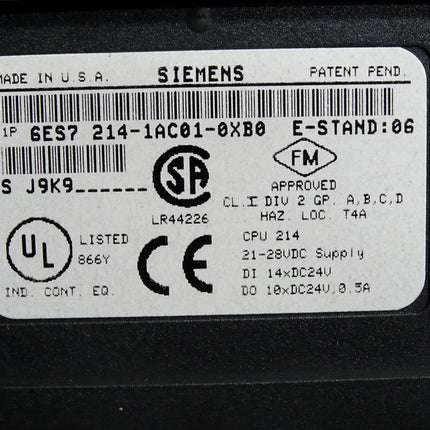 MADE IN U.S.A. SIEMENS PATENT PEND.
1P 6ES7 214-1AC01-0XB0 E-STAND:06
S J9K9______
SA
LR44226
FM
APPROVED
CL.I DIV 2 GP. A,B,C,D
HAZ. LOC. T4A
UL
LISTED
866Y
IND. CONT. EQ.
CE
CPU 214
21-28VDC Supply
DI 14xDC24V
DO 10xDC24V,0.5A